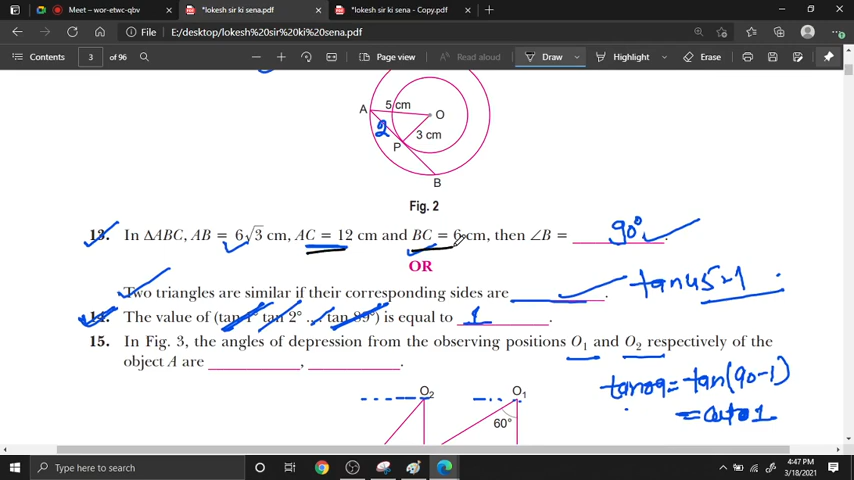 Meet – wor-etwc-qbv
*lokesh sir ki sena.pdf
*lokesh sir ki sena - Copy.pdf
File
E:/desktop/lokesh%20sir%20ki%20sena.pdf
Contents
3
of 96
Page view
Read aloud
Draw
Highlight
Erase
A
5 cm
O
2
3 cm
P
B
Fig. 2
13. In ΔABC, AB = 6√3 cm, AC = 12 cm and BC = 6 cm, then ∠B = 90° .
OR
Two triangles are similar if their corresponding sides are .
tan45=1
14. The value of (tan 1° tan 2° ... tan 89°) is equal to 1 .
15. In Fig. 3, the angles of depression from the observing positions O₁ and O₂ respectively of the
object A are , .
tan89=tan(90-1)
=cot 1
O₂
O₁
60°
Type here to search
4:47 PM
3/18/2021